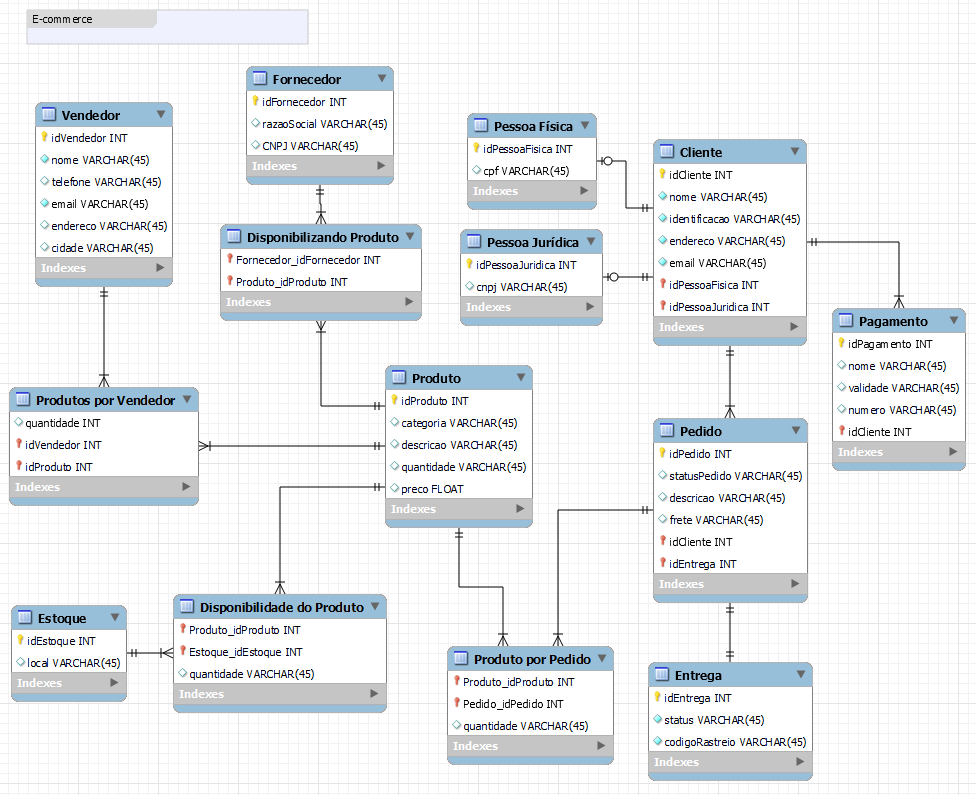 E-commerce
Fornecedor
idFornecedor INT
razaoSocial VARCHAR(45)
CNPJ VARCHAR(45)
Indexes
Vendedor
idVendedor INT
nome VARCHAR(45)
telefone VARCHAR(45)
email VARCHAR(45)
endereco VARCHAR(45)
cidade VARCHAR(45)
Indexes
Pessoa Física
idPessoaFisica INT
cpf VARCHAR(45)
Indexes
Cliente
idCliente INT
nome VARCHAR(45)
identificacao VARCHAR(45)
endereco VARCHAR(45)
email VARCHAR(45)
idPessoaFisica INT
idPessoaJuridica INT
Indexes
Disponibilizando Produto
Fornecedor_idFornecedor INT
Produto_idProduto INT
Indexes
Pessoa Jurídica
idPessoaJuridica INT
cnpj VARCHAR(45)
Indexes
Pagamento
idPagamento INT
nome VARCHAR(45)
validade VARCHAR(45)
numero VARCHAR(45)
idCliente INT
Indexes
Produto
idProduto INT
categoria VARCHAR(45)
descricao VARCHAR(45)
quantidade VARCHAR(45)
preco FLOAT
Indexes
Produtos por Vendedor
quantidade INT
idVendedor INT
idProduto INT
Indexes
Pedido
idPedido INT
statusPedido VARCHAR(45)
descricao VARCHAR(45)
frete VARCHAR(45)
idCliente INT
idEntrega INT
Indexes
Estoque
idEstoque INT
local VARCHAR(45)
Indexes
Disponibilidade do Produto
Produto_idProduto INT
Estoque_idEstoque INT
quantidade VARCHAR(45)
Indexes
Produto por Pedido
Produto_idProduto INT
Pedido_idPedido INT
quantidade VARCHAR(45)
Indexes
Entrega
idEntrega INT
status VARCHAR(45)
codigoRastreio VARCHAR(45)
Indexes